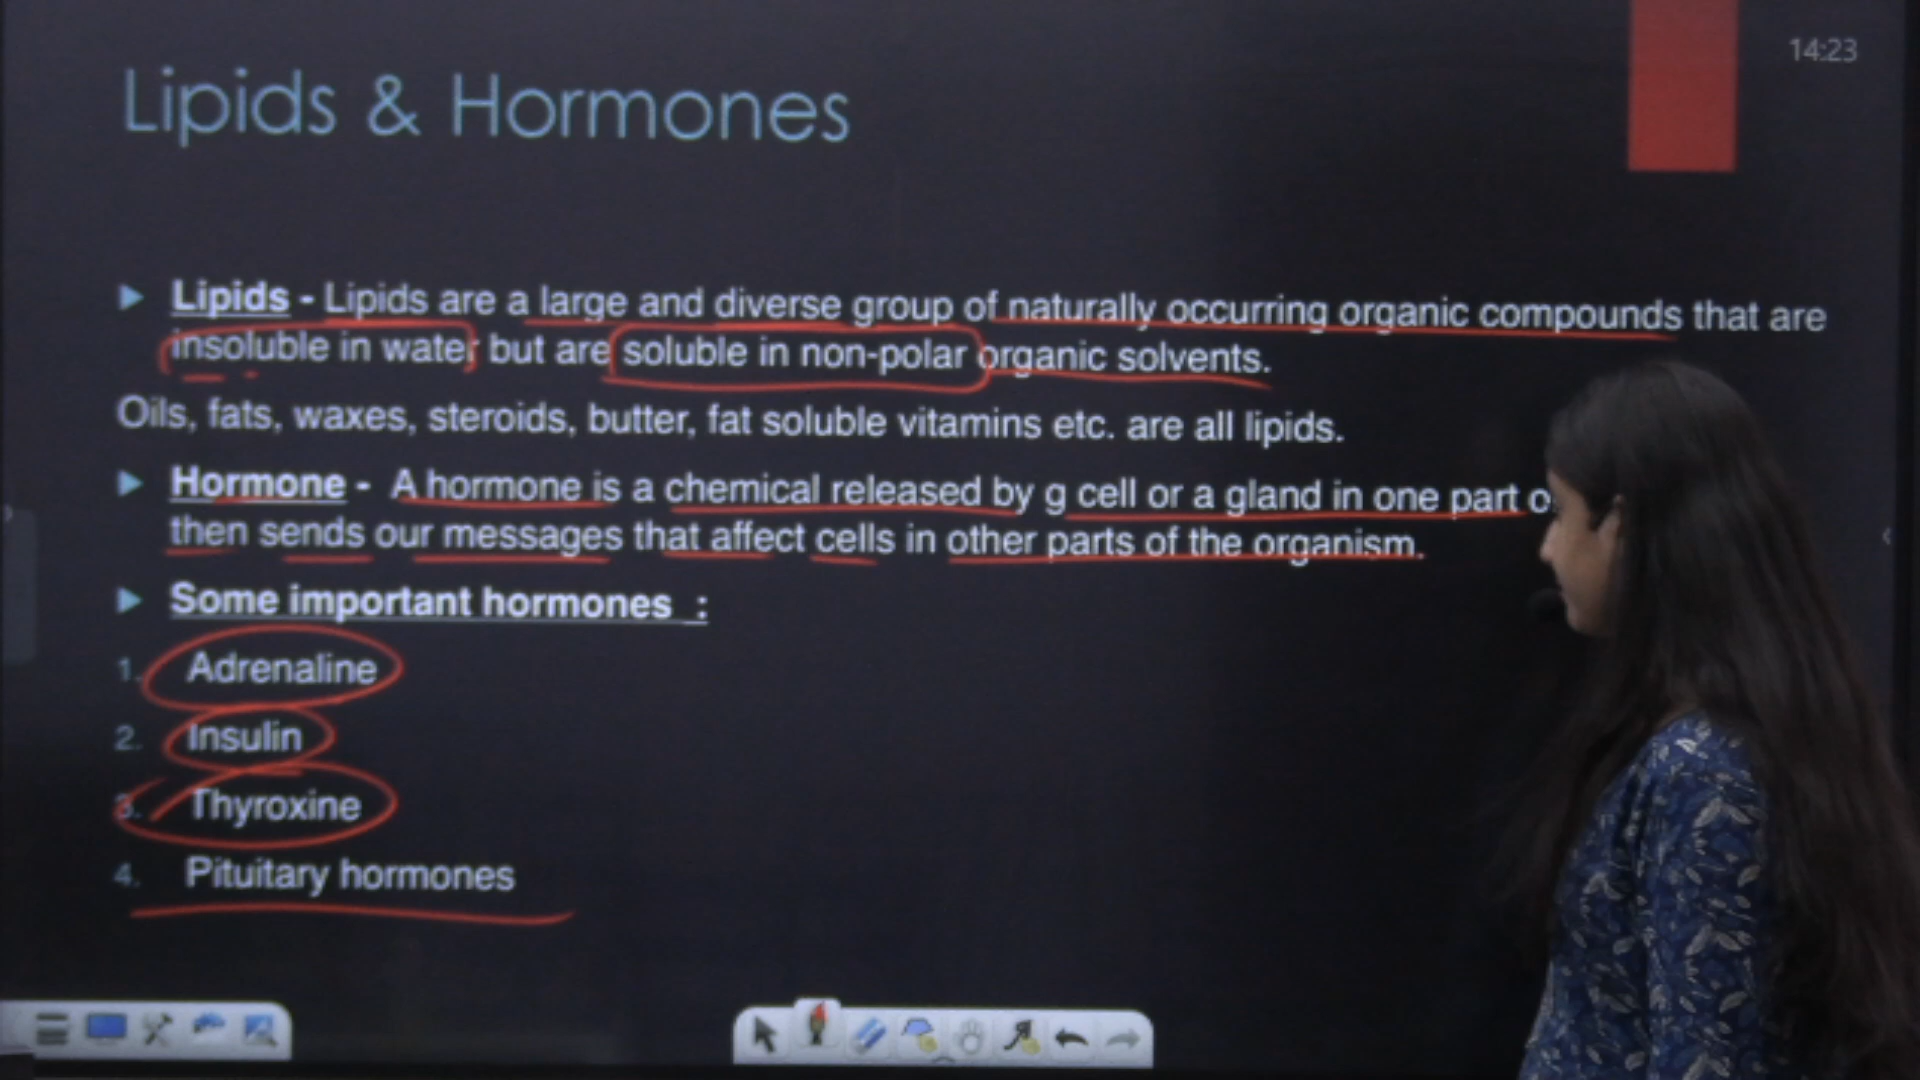 14:23
Lipids & Hormones
Lipids - Lipids are a large and diverse group of naturally occurring organic compounds that are
insoluble in water but are soluble in non-polar organic solvents.
Oils, fats, waxes, steroids, butter, fat soluble vitamins etc. are all lipids.
Hormone - A hormone is a chemical released by g cell or a gland in one part
then sends our messages that affect cells in other parts of the organism.
Some important hormones :
1. Adrenaline
2. Insulin
3. Thyroxine
4. Pituitary hormones